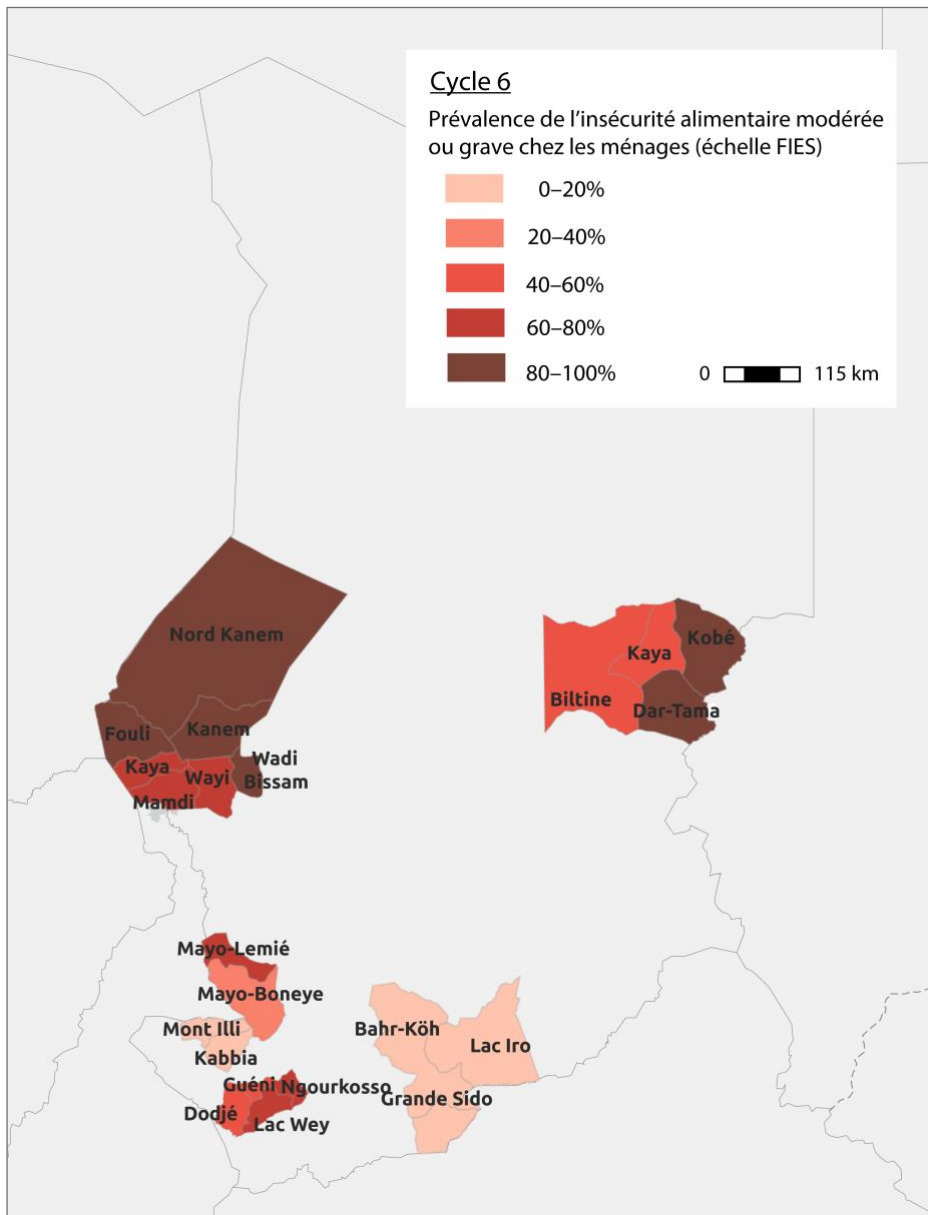 Cycle 6
Prévalence de l'insécurité alimentaire modérée
ou grave chez les ménages (échelle FIES)
0–20%
20–40%
40–60%
60–80%
80–100%
0 115 km
Nord Kanem
Kobé
Kaya
Biltine
Dar-Tama
Fouli
Kanem
Wadi
Bissam
Kaya
Wayi
Mamdi
Mayo-Lemié
Mayo-Boneye
Mont Illi
Kabbia
Bahr-Köh
Lac Iro
Guéni
Ngourkosso
Grande Sido
Dodjé
Lac Wey